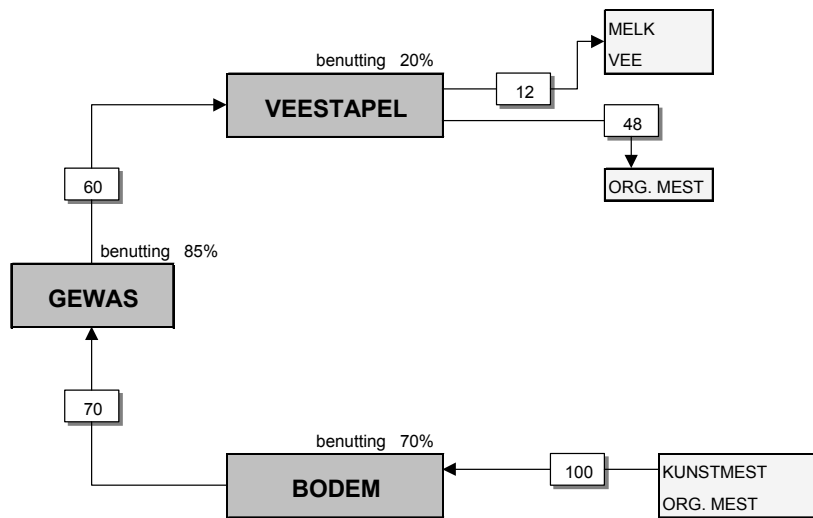 MELK
VEE
benutting 20%
VEESTAPEL
12
48
ORG. MEST
60
benutting 85%
GEWAS
70
benutting 70%
BODEM
100
KUNSTMEST
ORG. MEST